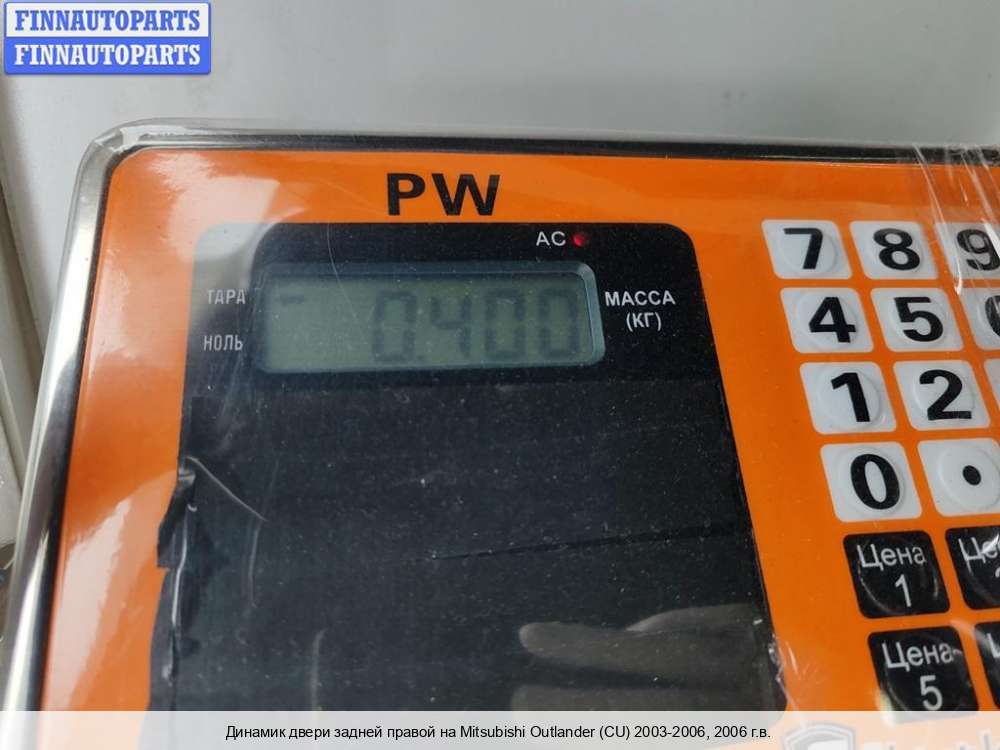 FINNAUTOPARTS
FINNAUTOPARTS
PW
AC
ТАРА
НОЛЬ
0.400
МАССА
(КГ)
7 8 9
4 5
1 2
0 •
Цена
1
Цена
5
Динамик двери задней правой на Mitsubishi Outlander (CU) 2003-2006, 2006 г.в.